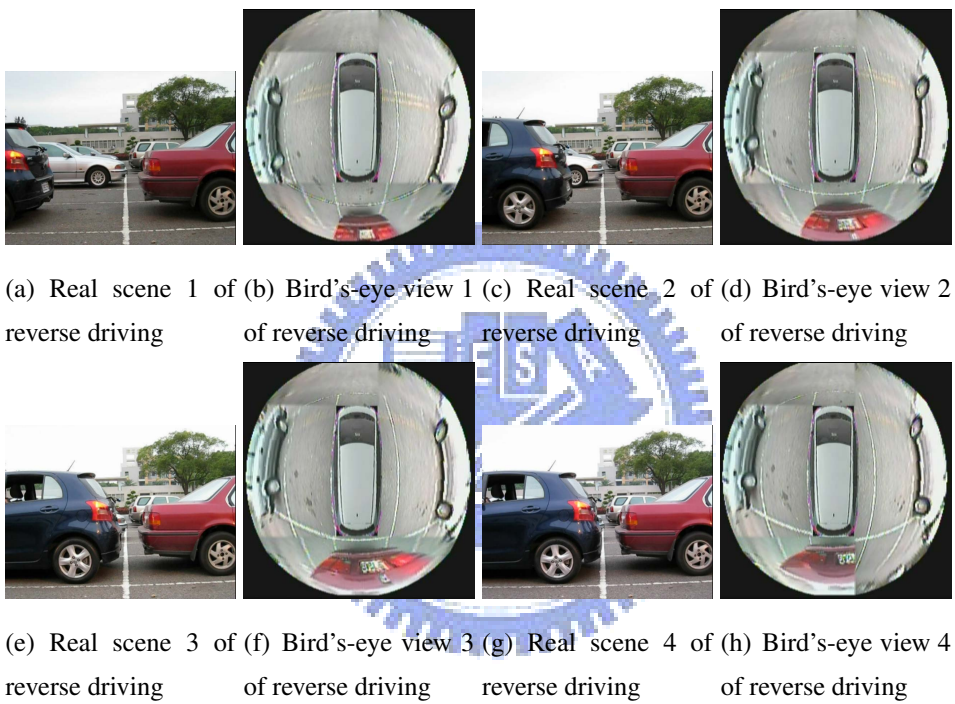 (a) Real scene 1 of reverse driving
(b) Bird's-eye view 1 of reverse driving
(c) Real scene 2 of reverse driving
(d) Bird's-eye view 2 of reverse driving
(e) Real scene 3 of reverse driving
(f) Bird's-eye view 3 of reverse driving
(g) Real scene 4 of reverse driving
(h) Bird's-eye view 4 of reverse driving
ESA